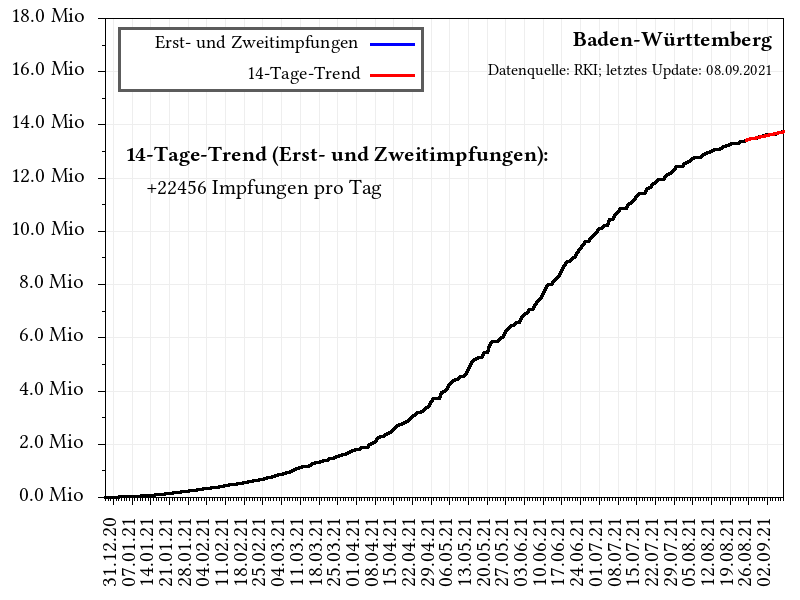 18.0 Mio
16.0 Mio
14.0 Mio
12.0 Mio
10.0 Mio
8.0 Mio
6.0 Mio
4.0 Mio
2.0 Mio
0.0 Mio
Erst- und Zweitimpfungen
14-Tage-Trend
Baden-Württemberg
Datenquelle: RKI; letztes Update: 08.09.2021
14-Tage-Trend (Erst- und Zweitimpfungen):
+22456 Impfungen pro Tag
31.12.20
07.01.21
14.01.21
21.01.21
28.01.21
04.02.21
11.02.21
18.02.21
25.02.21
04.03.21
11.03.21
18.03.21
25.03.21
01.04.21
08.04.21
15.04.21
22.04.21
29.04.21
06.05.21
13.05.21
20.05.21
27.05.21
03.06.21
10.06.21
17.06.21
24.06.21
01.07.21
08.07.21
15.07.21
22.07.21
29.07.21
05.08.21
12.08.21
19.08.21
26.08.21
02.09.21